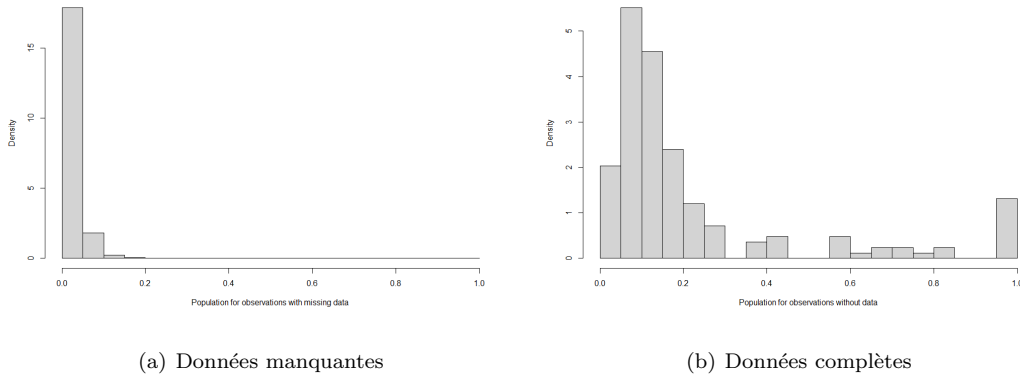 Density
15
10
5
0
0.0 0.2 0.4 0.6 0.8 1.0
Population for observations with missing data
(a) Données manquantes
Density
5
4
3
2
1
0
0.0 0.2 0.4 0.6 0.8 1.0
Population for observations without data
(b) Données complètes